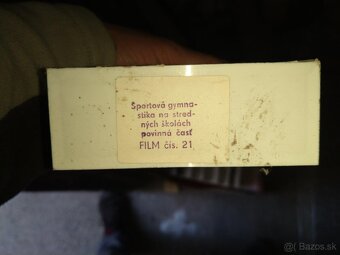 Športová gymna-
stika na stred-
ných školách
povinná časť
FILM čís. 21
Bazos.sk